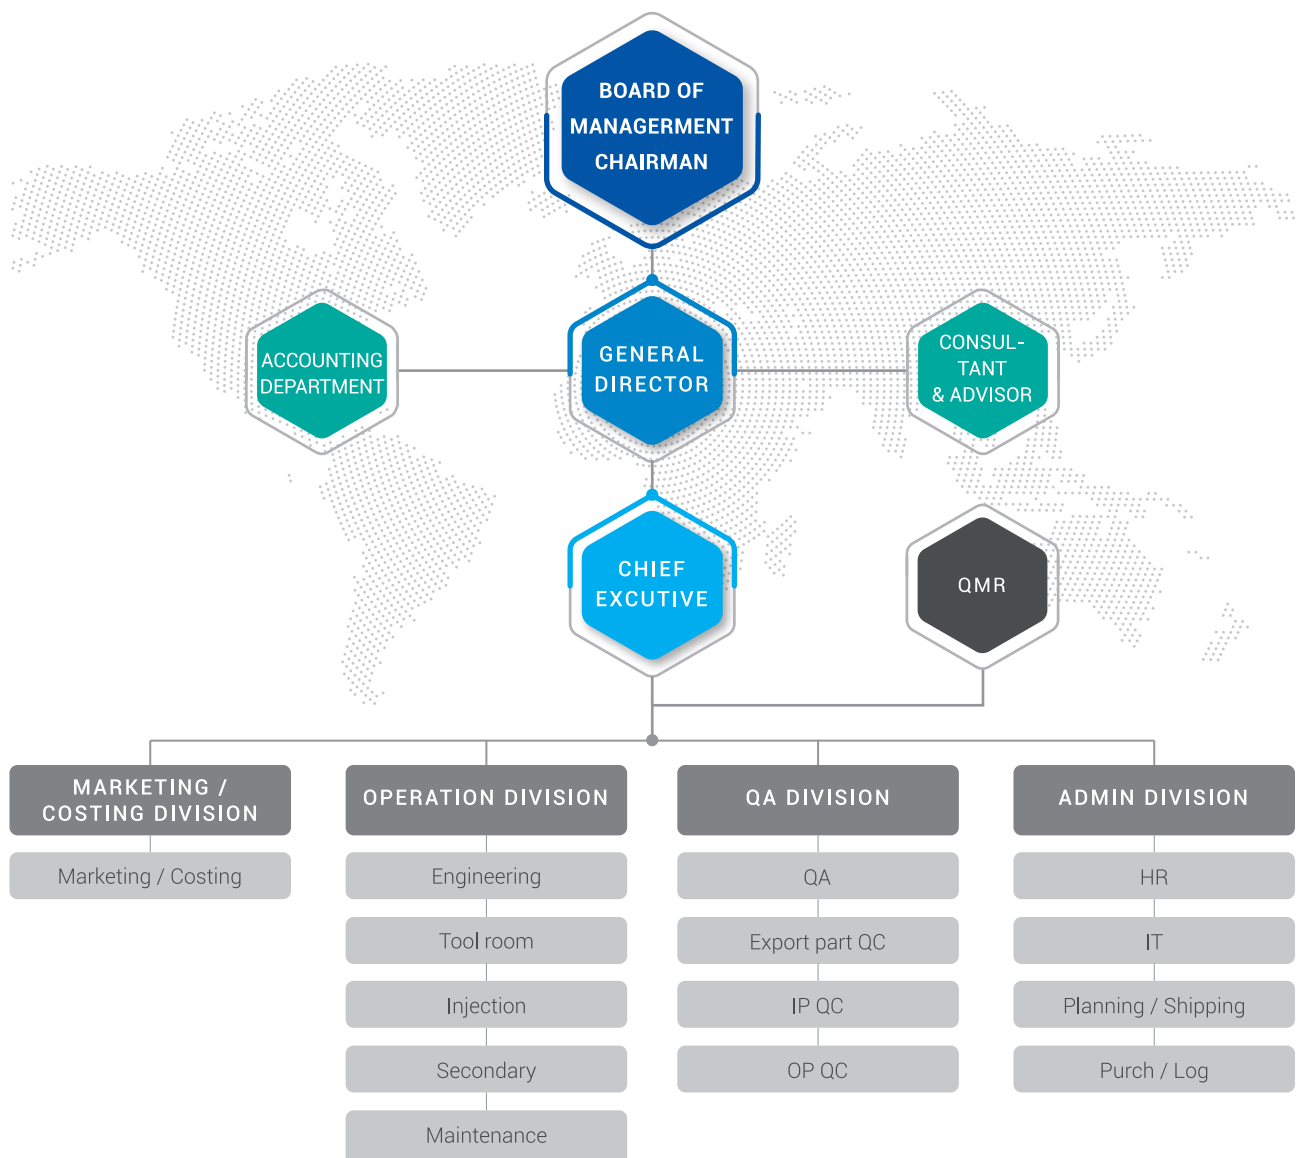 BOARD OF
MANAGERMENT
CHAIRMAN
ACCOUNTING
DEPARTMENT
GENERAL
DIRECTOR
CONSUL-
TANT
& ADVISOR
CHIEF
EXCUTIVE
QMR
MARKETING /
COSTING DIVISION
Marketing / Costing
OPERATION DIVISION
Engineering
Tool room
Injection
Secondary
Maintenance
QA DIVISION
QA
Export part QC
IP QC
OP QC
ADMIN DIVISION
HR
IT
Planning / Shipping
Purch / Log